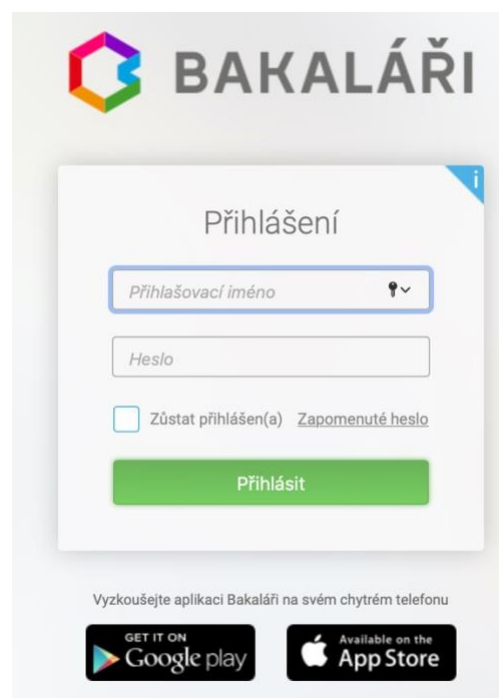 BAKALÁŘI
i
Přihlášení
Přihlašovací iméno
Heslo
Zůstat přihlášen(a) Zapomenuté heslo
Přihlásit
Vyzkoušejte aplikaci Bakaláři na svém chytrém telefonu
GET IT ON
Google play
Available on the
App Store